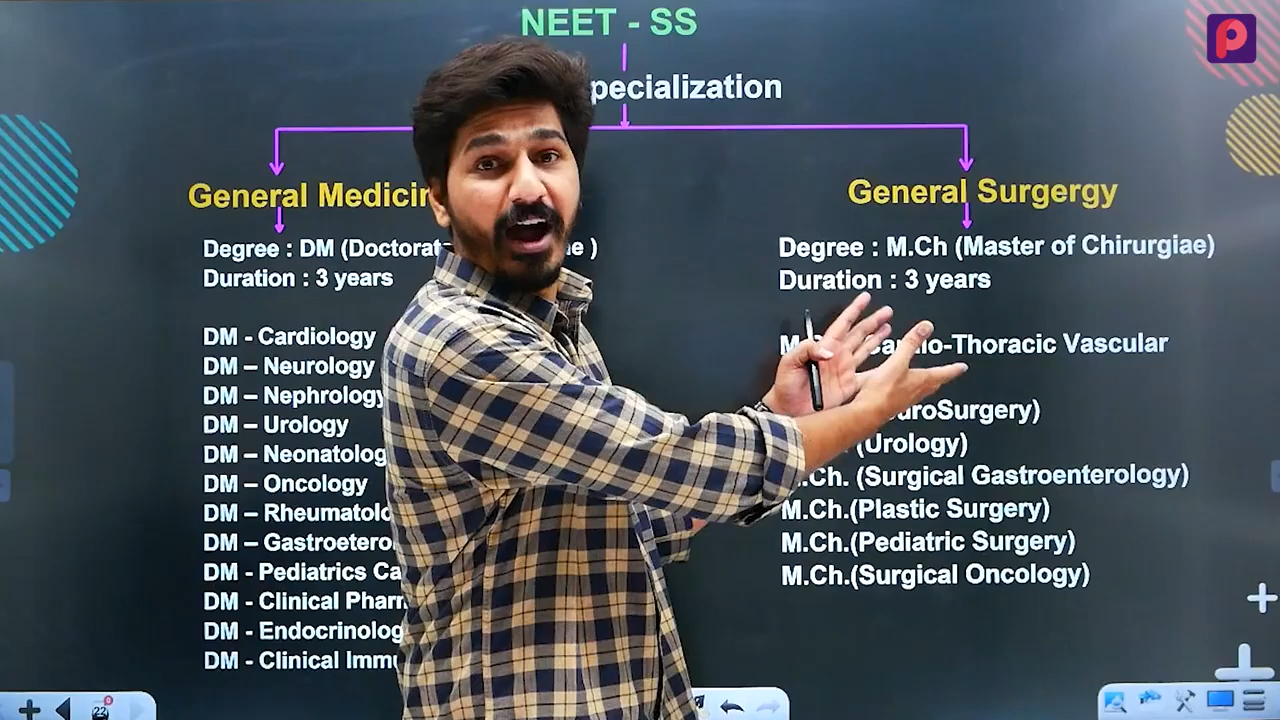 NEET - SS
pecialization
General Medicin
General Surgergy
Degree : DM (Doctorat e )
Duration : 3 years
DM - Cardiology
DM – Neurology
DM – Nephrology
DM – Urology
DM – Neonatolog
DM – Oncology
DM – Rheumatolo
DM – Gastroetero
DM - Pediatrics Ca
DM - Clinical Pharm
DM - Endocrinolog
DM - Clinical Immu
Degree : M.Ch (Master of Chirurgiae)
Duration : 3 years
o-Thoracic Vascular
uroSurgery)
(Urology)
.Ch. (Surgical Gastroenterology)
M.Ch.(Plastic Surgery)
M.Ch.(Pediatric Surgery)
M.Ch.(Surgical Oncology)
22